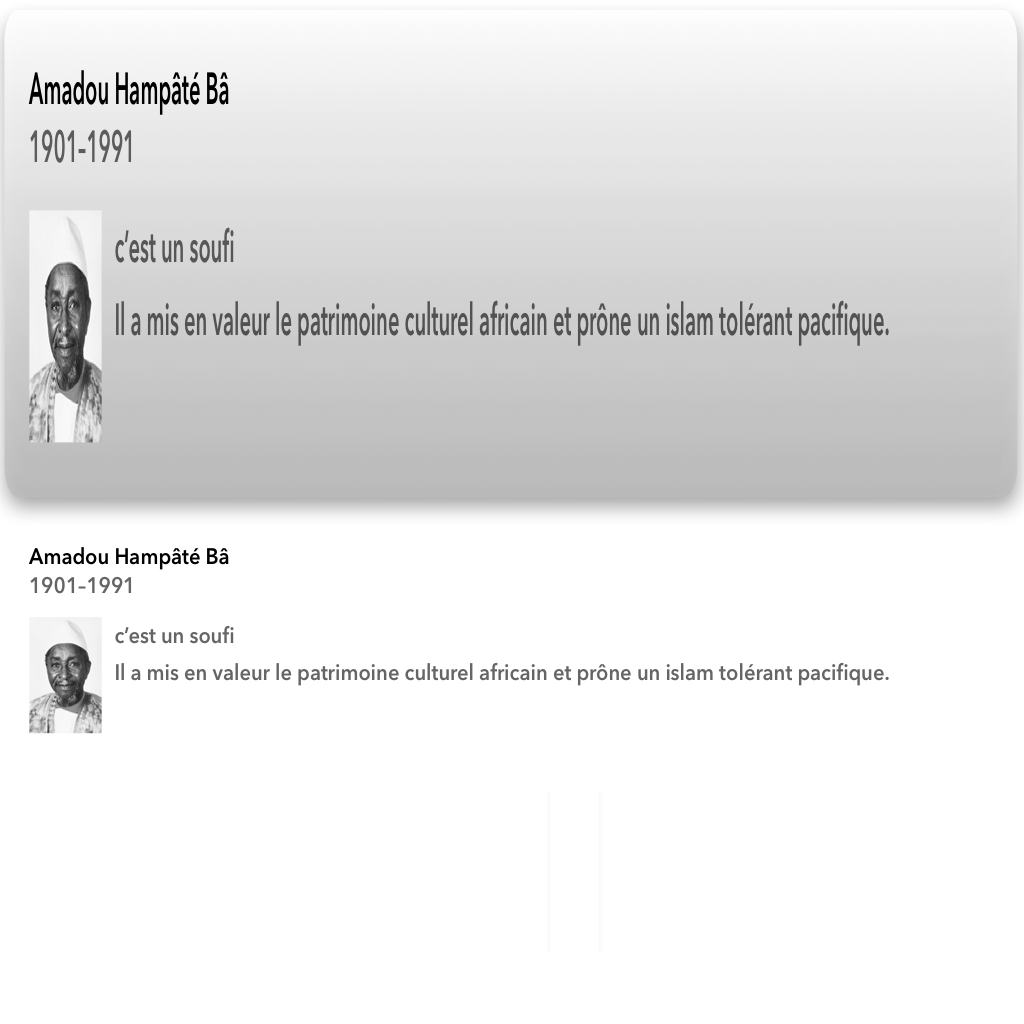 Amadou Hampâté Bâ
1901-1991
c’est un soufi
Il a mis en valeur le patrimoine culturel africain et prône un islam tolérant pacifique.
Amadou Hampâté Bâ
1901-1991
c’est un soufi
Il a mis en valeur le patrimoine culturel africain et prône un islam tolérant pacifique.